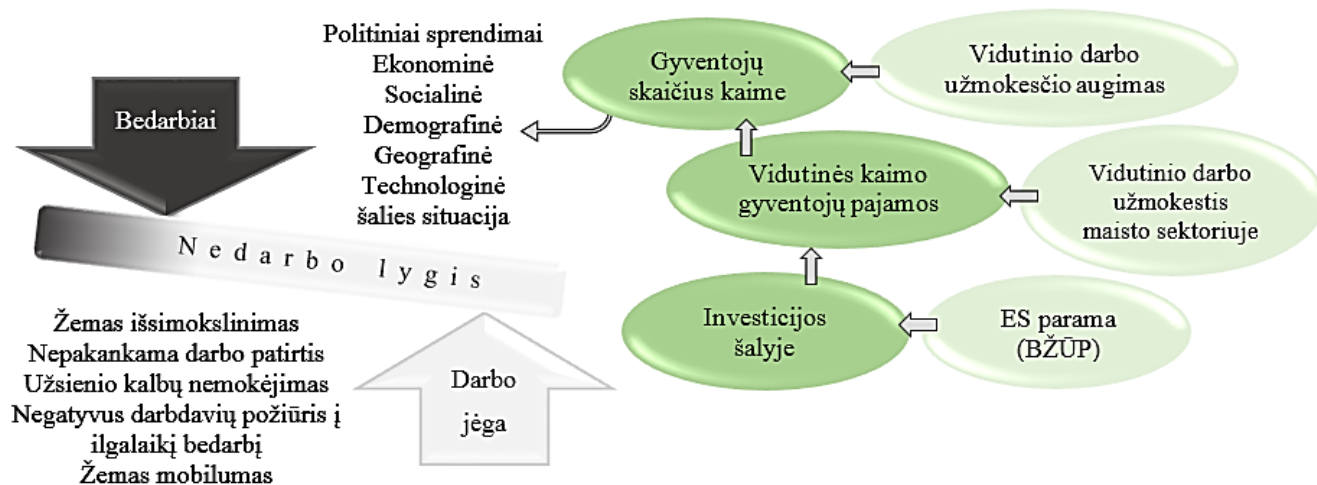 Bedarbiai
Politiniai sprendimai
Ekonominė
Socialinė
Demografinė
Geografinė
Technologinė
šalies situacija
Nedarbo lygis
Žemas išsimokslinimas
Nepakankama darbo patirtis
Užsienio kalbų nemokėjimas
Negatyvus darbdavių požiūris į
ilgalaikį bedarbį
Žemas mobilumas
Darbo
jėga
Gyventojų
skaičius kaime
Vidutinio darbo
užmokesčio augimas
Vidutinės kaimo
gyventojų pajamos
Vidutinio darbo
užmokestis
maisto sektoriuje
Investicijos
šalyje
ES parama
(BŽŪP)